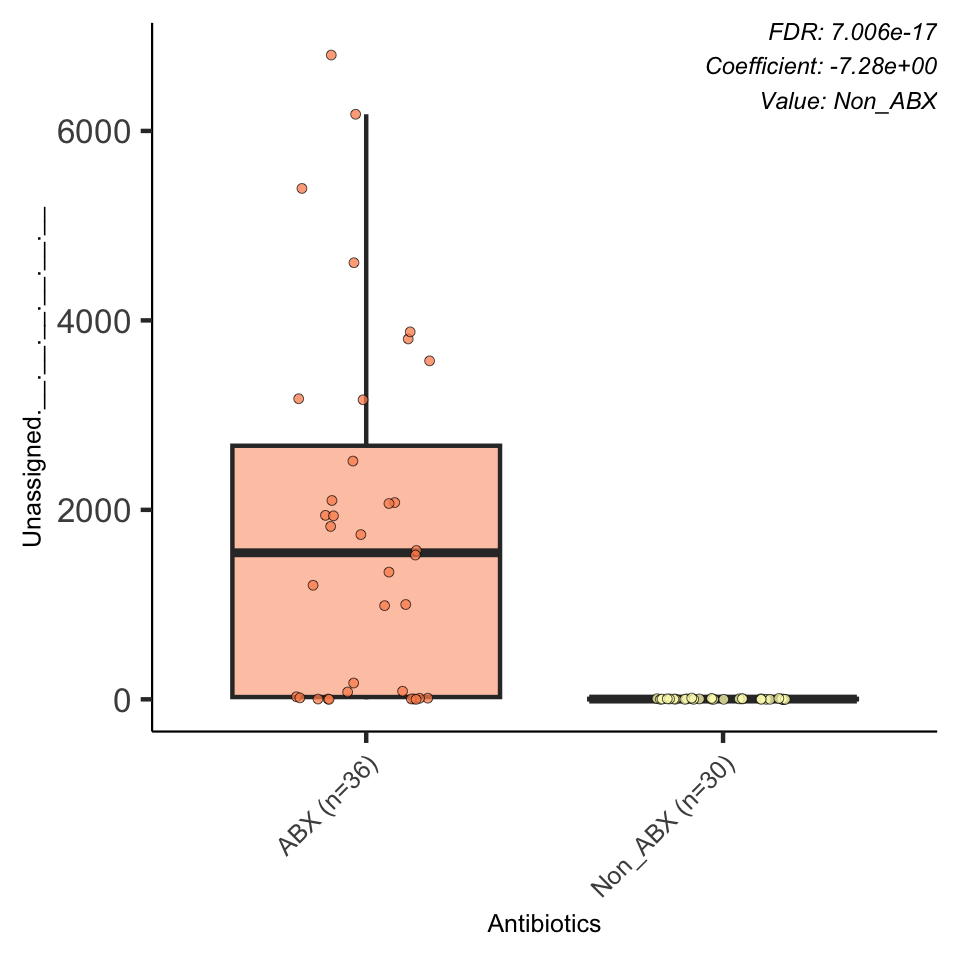 FDR: 7.006e-17
Coefficient: -7.28e+00
Value: Non_ABX
6000
4000
2000
0
Unassigned.__.__.__.__.__.__
ABX (n=36)
Non_ABX (n=30)
Antibiotics